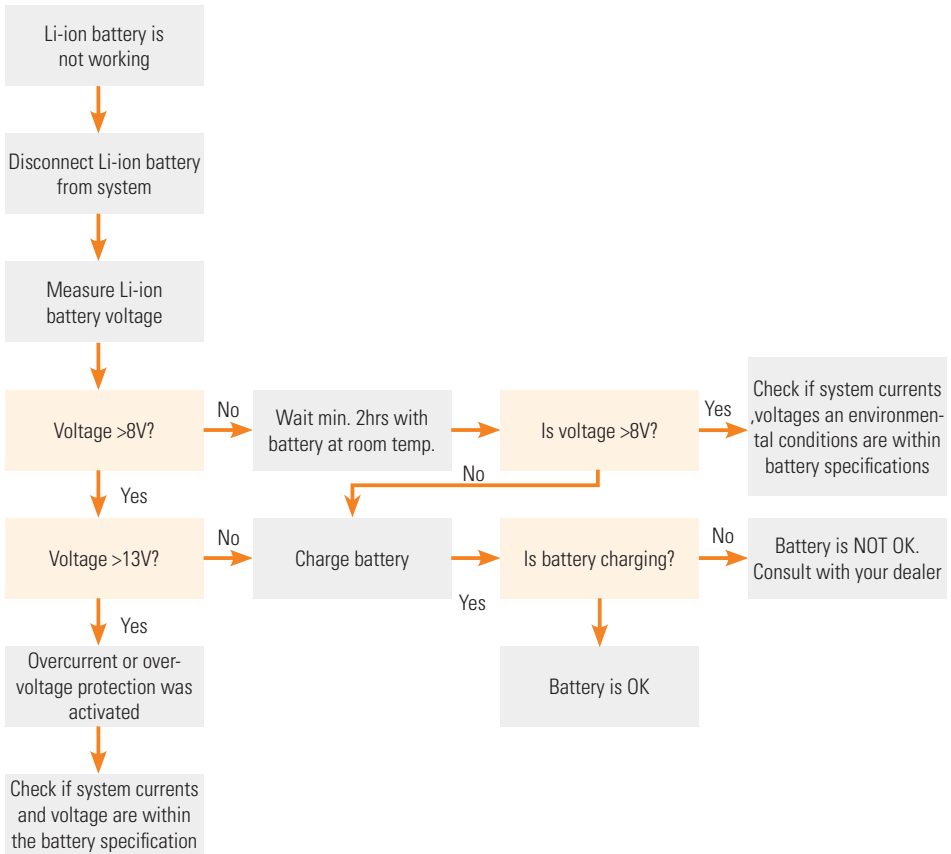 Li-ion battery is
not working
Disconnect Li-ion battery
from system
Measure Li-ion
battery voltage
Voltage >8V?
No
Wait min. 2hrs with
battery at room temp.
Is voltage >8V?
Yes
Check if system currents
,voltages an environmen-
tal conditions are within
battery specifications
No
Yes
Voltage >13V?
No
Charge battery
Is battery charging?
No
Battery is NOT OK.
Consult with your dealer
Yes
Yes
Overcurrent or over-
voltage protection was
activated
Battery is OK
Check if system currents
and voltage are within
the battery specification